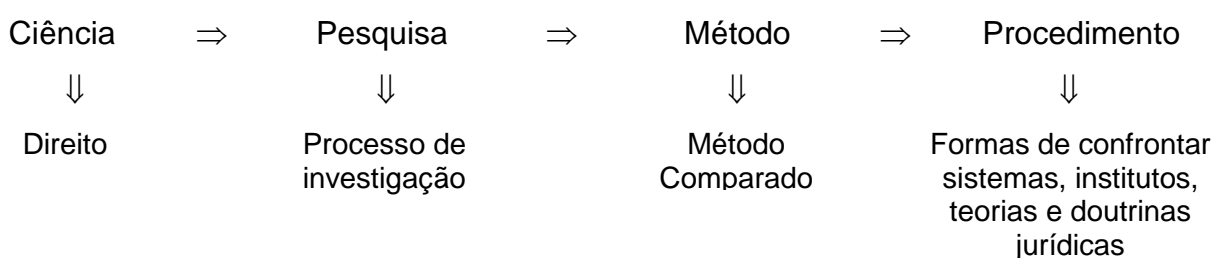 Ciência ⇒ Pesquisa ⇒ Método ⇒ Procedimento
⇓ ⇓ ⇓ ⇓
Direito Processo de Método Formas de confrontar
investigação Comparado sistemas, institutos,
teorias e doutrinas
jurídicas